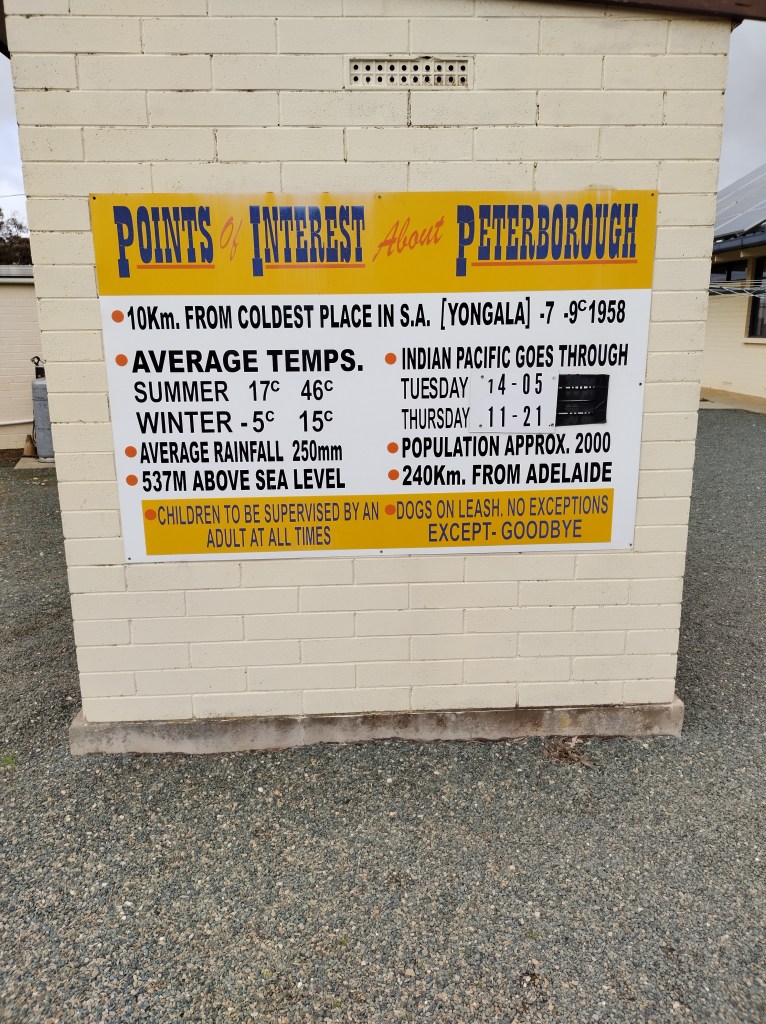 POINTS Of INTEREST About PETERBOROUGH
•10Km. FROM COLDEST PLACE IN S.A. [YONGALA] -7 -9ᶜ1958
•AVERAGE TEMPS.
SUMMER 17ᶜ 46ᶜ
WINTER -5ᶜ 15ᶜ
•AVERAGE RAINFALL 250mm
•537M ABOVE SEA LEVEL
•INDIAN PACIFIC GOES THROUGH
TUESDAY 14-05
THURSDAY 11-21
•POPULATION APPROX. 2000
•240Km. FROM ADELAIDE
•CHILDREN TO BE SUPERVISED BY AN
ADULT AT ALL TIMES
•DOGS ON LEASH. NO EXCEPTIONS
EXCEPT- GOODBYE